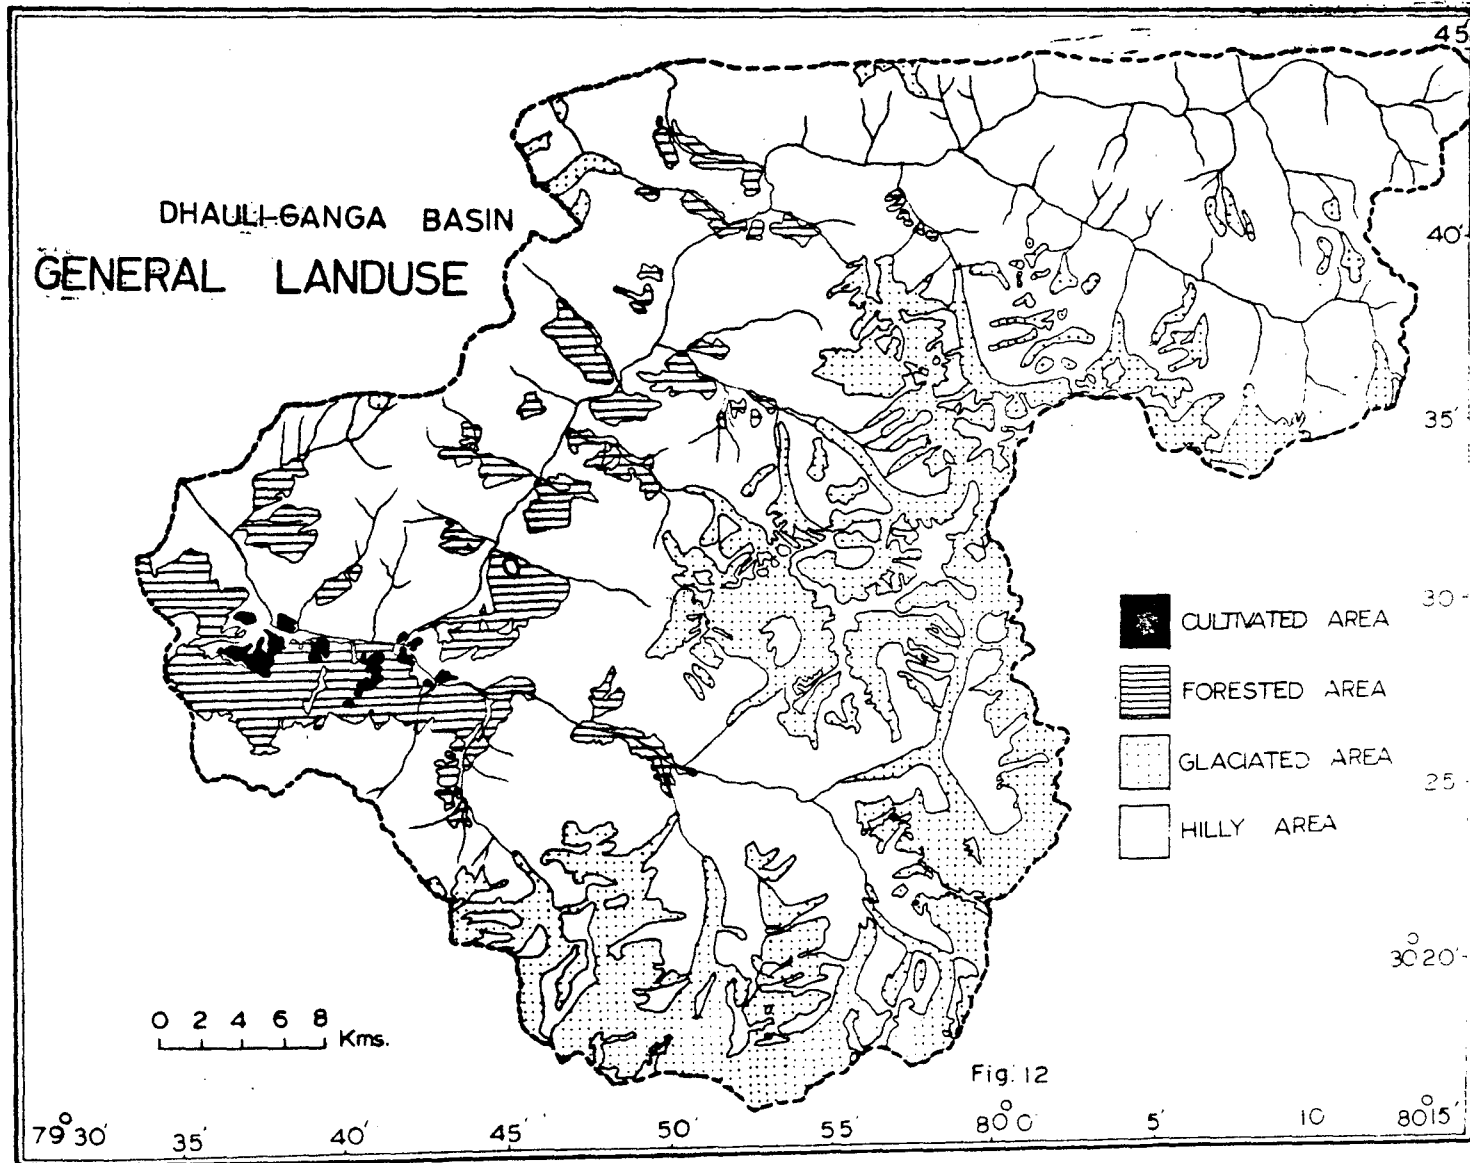 45
DHAULI-GANGA BASIN
GENERAL LANDUSE
40'
35'
30
CULTIVATED AREA
FORESTED AREA
GLACIATED AREA
25
HILLY AREA
30°20'
0 2 4 6 8 Kms.
Fig. 12
79°30' 35' 40' 45' 50' 55' 80°0' 5' 10 80°15'